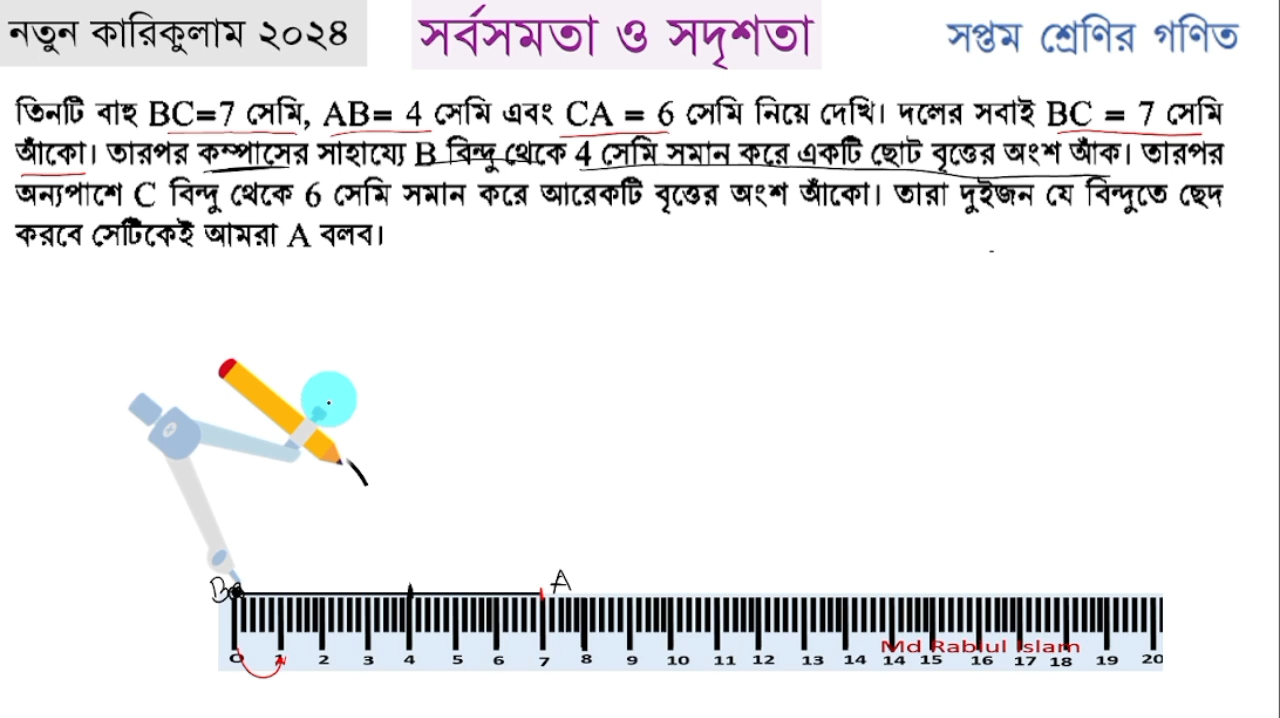 নতুন কারিকুলাম ২০২৪
সর্বসমতা ও সদৃশতা
সপ্তম শ্রেণির গণিত
তিনটি বাহু BC=7 সেমি, AB= 4 সেমি এবং CA = 6 সেমি নিয়ে দেখি। দলের সবাই BC = 7 সেমি
আঁকো। তারপর কম্পাসের সাহায্যে B বিন্দু থেকে 4 সেমি সমান করে একটি ছোট বৃত্তের অংশ আঁক। তারপর
অন্যপাশে C বিন্দু থেকে 6 সেমি সমান করে আরেকটি বৃত্তের অংশ আঁকো। তারা দুইজন যে বিন্দুতে ছেদ
করবে সেটিকেই আমরা A বলব।
B A
Md Rabiul Islam
0 1 2 3 4 5 6 7 8 9 10 11 12 13 14 14 15 16 17 18 19 20